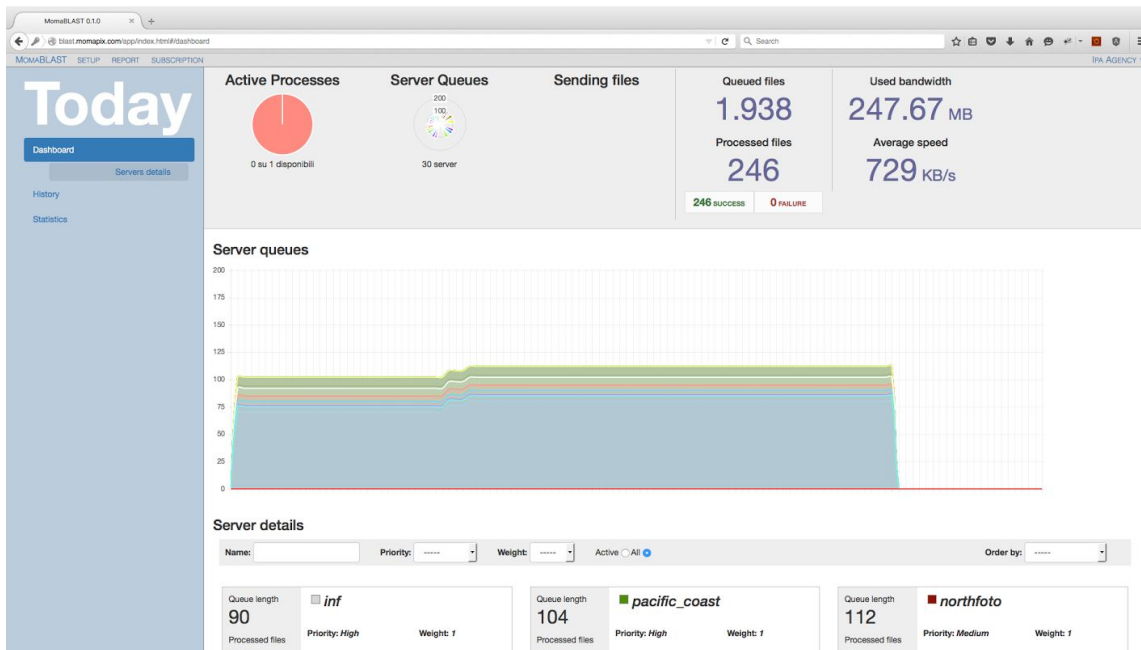 MomaBLAST 0.1.0
blast.momapix.com/app/index.html#/dashboard
Search
MOMABLAST SETUP REPORT SUBSCRIPTION
IPA AGENCY
Today
Dashboard
Servers details
History
Statistics
Active Processes
0 su 1 disponibili
Server Queues
200
100
30 server
Sending files
Queued files
1.938
Processed files
246
246 SUCCESS 0 FAILURE
Used bandwidth
247.67 MB
Average speed
729 KB/s
Server queues
200
175
150
125
100
75
50
25
0
Server details
Name: Priority: ----- Weight: ----- Active All Order by: -----
Queue length
90
Processed files
inf
Priority: High Weight: 1
Queue length
104
Processed files
pacific_coast
Priority: High Weight: 1
Queue length
112
Processed files
northfoto
Priority: Medium Weight: 1